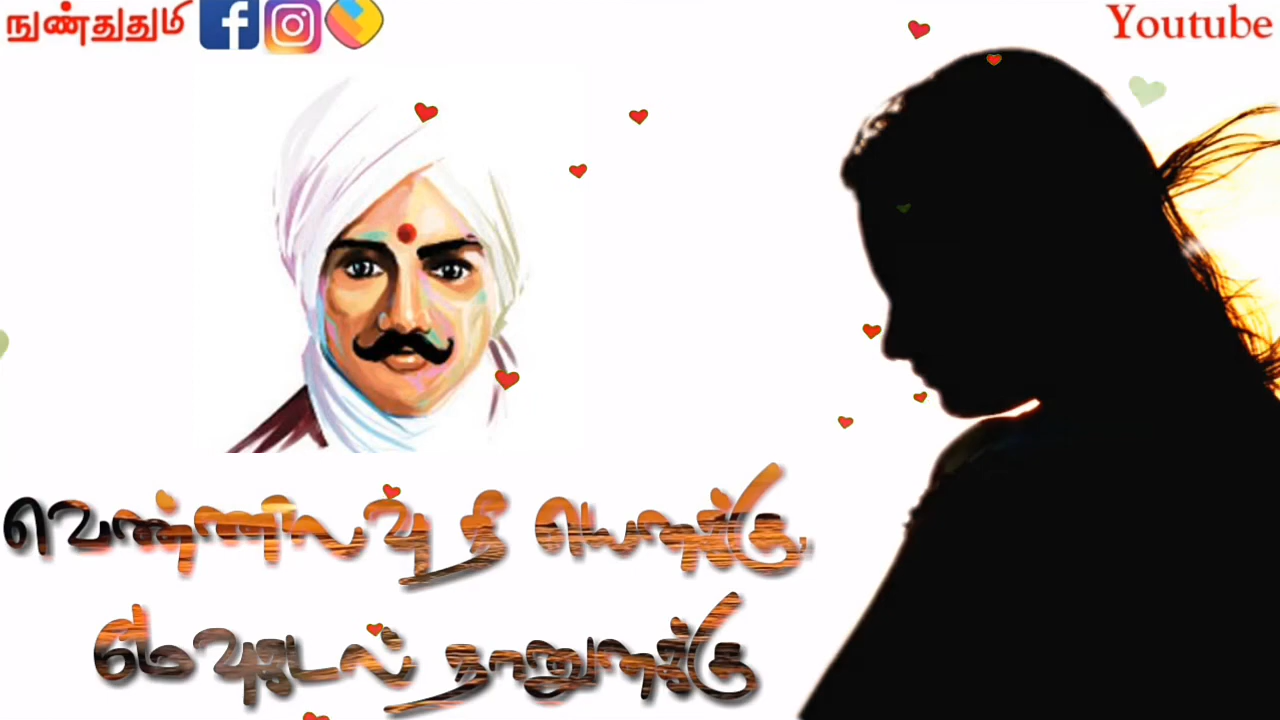 நுண்துதுமி
Youtube
வெண்ணிலவு நீ யெனக்கு,
மேவுகடல் தானுனக்கு